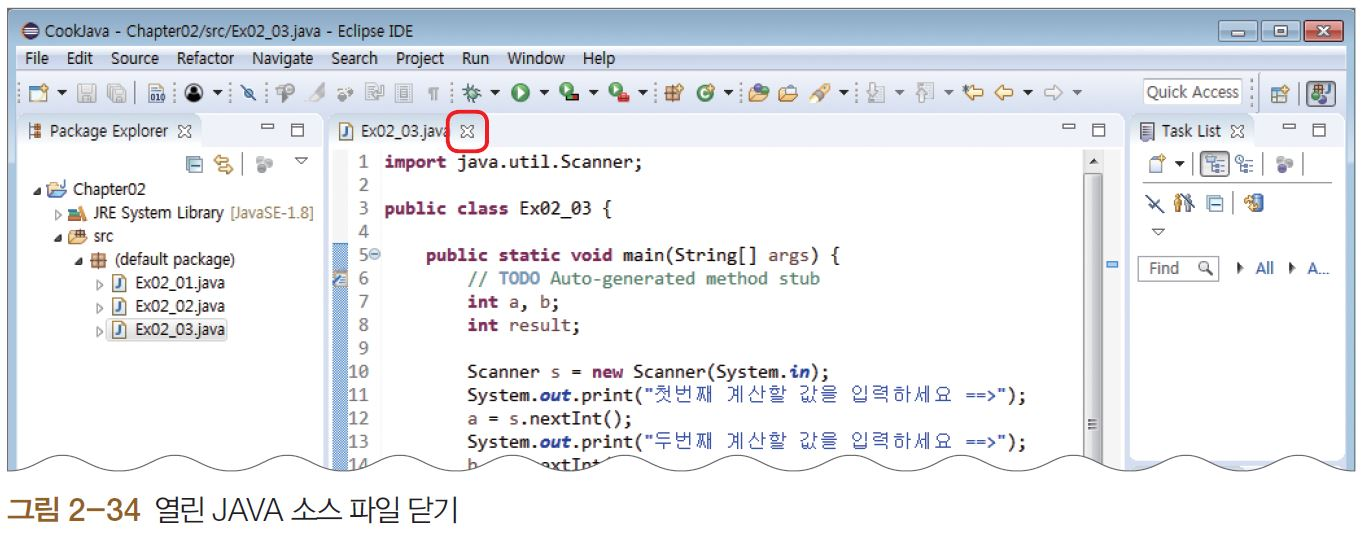 CookJava - Chapter02/src/Ex02_03.java - Eclipse IDE
File Edit Source Refactor Navigate Search Project Run Window Help
Quick Access
Package Explorer
Chapter02
JRE System Library [JavaSE-1.8]
src
(default package)
Ex02_01.java
Ex02_02.java
Ex02_03.java
Ex02_03.java
1 import java.util.Scanner;
2
3 public class Ex02_03 {
4
5 public static void main(String[] args) {
6 // TODO Auto-generated method stub
7 int a, b;
8 int result;
9
10 Scanner s = new Scanner(System.in);
11 System.out.print("첫번째 계산할 값을 입력하세요 ==>");
12 a = s.nextInt();
13 System.out.print("두번째 계산할 값을 입력하세요 ==>");
14
Task List
Find All A...
그림 2-34 열린 JAVA 소스 파일 닫기